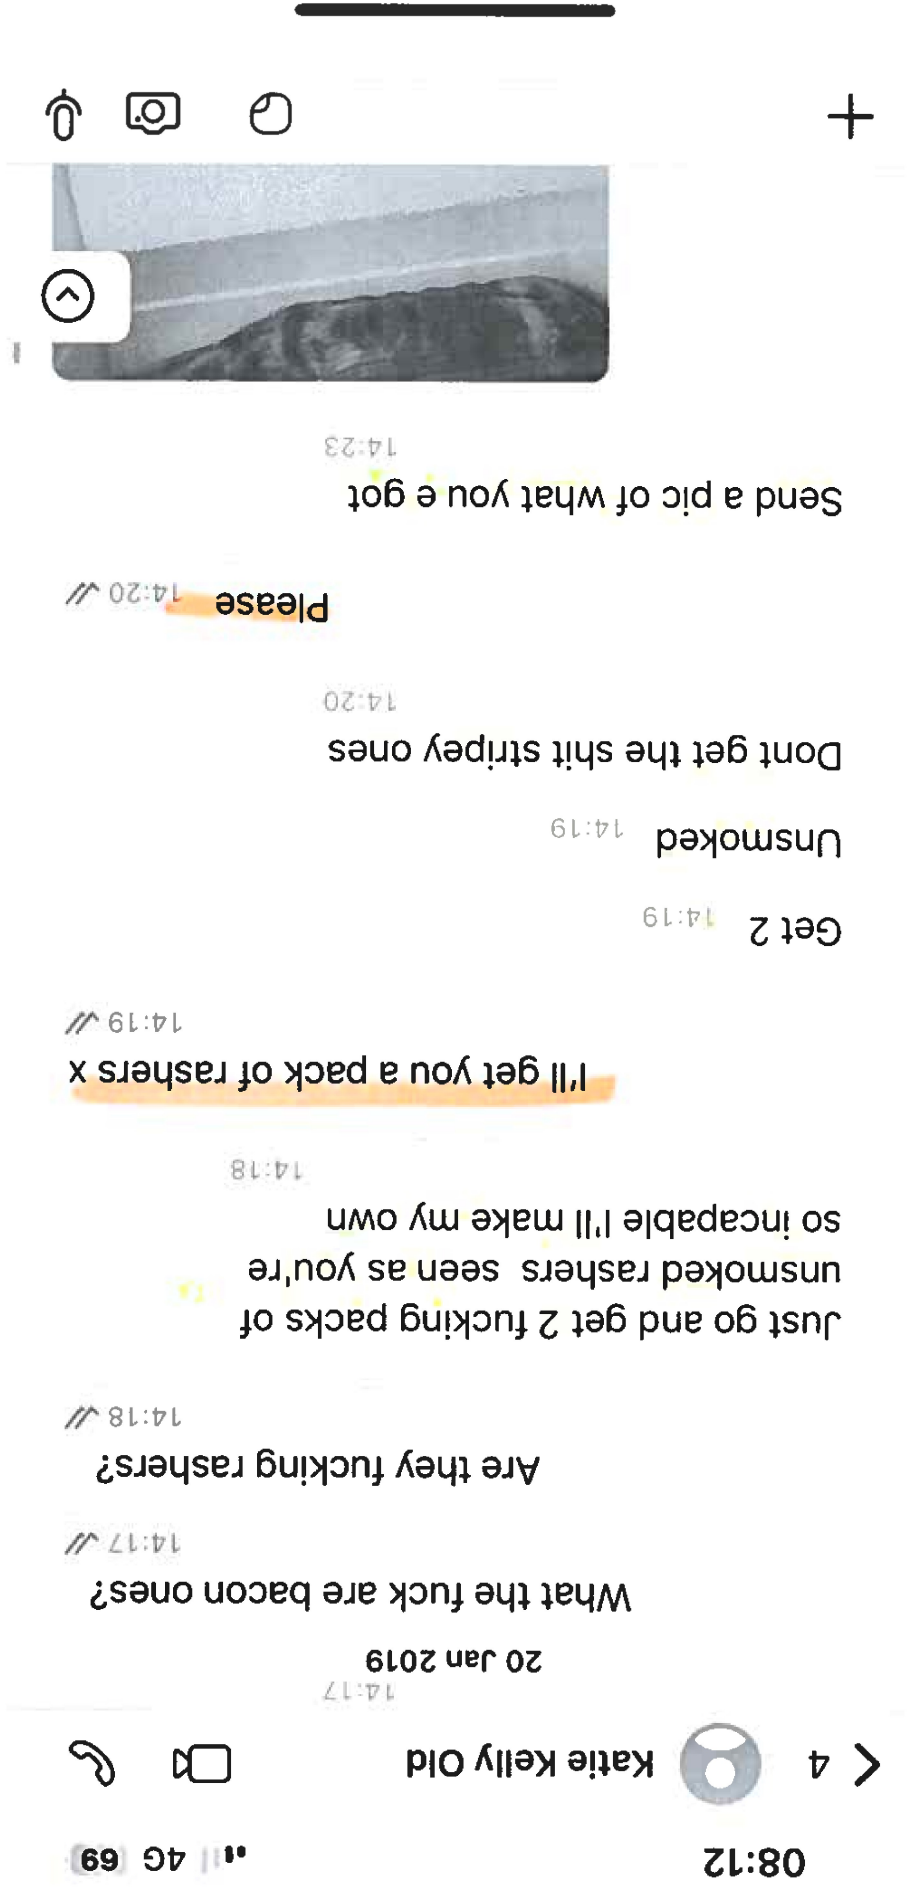 08:12
4G 69
4 Katie Kelly Old
14:17
20 Jan 2019
What the fuck are bacon ones?
14:17
Are they fucking rashers?
14:18
Just go and get 2 fucking packs of
unsmoked rashers seen as you're
so incapable I'll make my own
14:18
I'll get you a pack of rashers x
14:19
Get 2 14:19
Unsmoked 14:19
Dont get the shit stripey ones
14:20
Please 14:20
Send a pic of what you e got
14:23